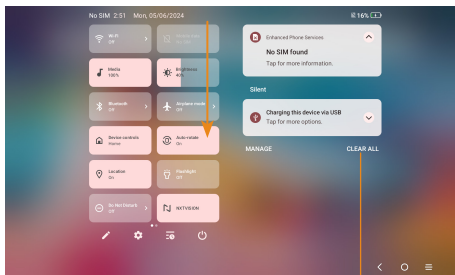 No SIM 2:51 Mon, 05/06/2024
16%
Wi-Fi
Off
Media
100%
Brightness
40%
Bluetooth
Off
Airplane mode
Off
Device controls
Home
Auto-rotate
On
Location
On
Flashlight
Off
Do Not Disturb
Off
NXTVISION
Enhanced Phone Services
No SIM found
Tap for more information.
Silent
Charging this device via USB
Tap for more options.
MANAGE
CLEAR ALL